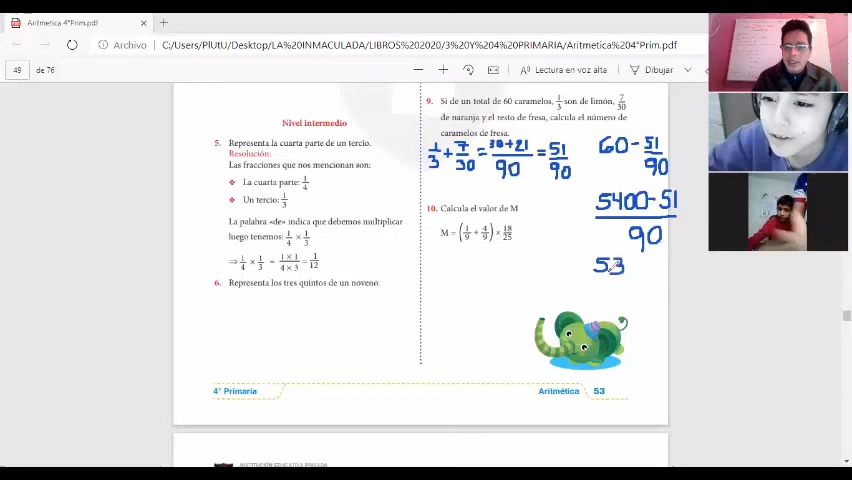 Aritmetica 4°Prim.pdf
Archivo C:/Users/PlUtU/Desktop/LA%20INMACULADA/LIBROS%202020/3%20Y%204%20PRIMARIA/Aritmetica%204°Prim.pdf
49 de 76
Lectura en voz alta
Dibujar
Nivel intermedio
5. Representa la cuarta parte de un tercio.
Resolución:
Las fracciones que nos mencionan son:
❖ La cuarta parte: 1/4
❖ Un tercio: 1/3
La palabra «de» indica que debemos multiplicar
luego tenemos: 1/4 × 1/3
⇒ 1/4 × 1/3 = 1 × 1/4 × 3 = 1/12
6. Representa los tres quintos de un noveno.
9. Si de un total de 60 caramelos, 1/3 son de limón, 7/30
de naranja y el resto de fresa, calcula el número de
caramelos de fresa.
1/3 + 7/30 = 30+21/90 = 51/90
60 - 51/90
5400-51/90
53
10. Calcula el valor de M
M = (1/9 + 4/9) × 18/25
4° Primaria
Aritmética 53
INSTITUCIÓN EDUCATIVA PRIVADA